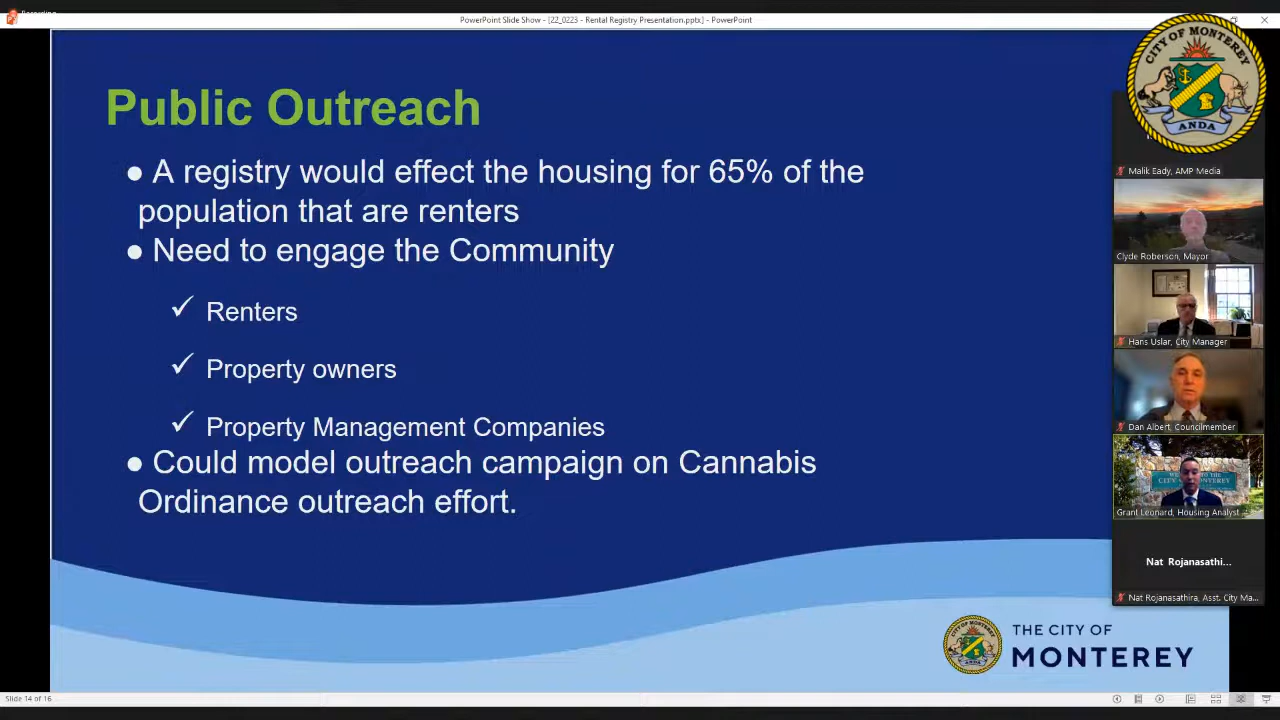 Recording
PowerPoint Slide Show - [22_0223 - Rental Registry Presentation.pptx] - PowerPoint
CITY OF MONTEREY
ANDA
Public Outreach
● A registry would effect the housing for 65% of the
population that are renters
● Need to engage the Community
✓ Renters
✓ Property owners
✓ Property Management Companies
● Could model outreach campaign on Cannabis
Ordinance outreach effort.
Malik Eady, AMP Media
Clyde Roberson, Mayor
Hans Uslar, City Manager
Dan Albert, Councilmember
CITY OF MONTEREY
Grant Leonard, Housing Analyst
Nat Rojanasathi...
Nat Rojanasathira, Asst. City Ma...
THE CITY OF
MONTEREY
Slide 14 of 16